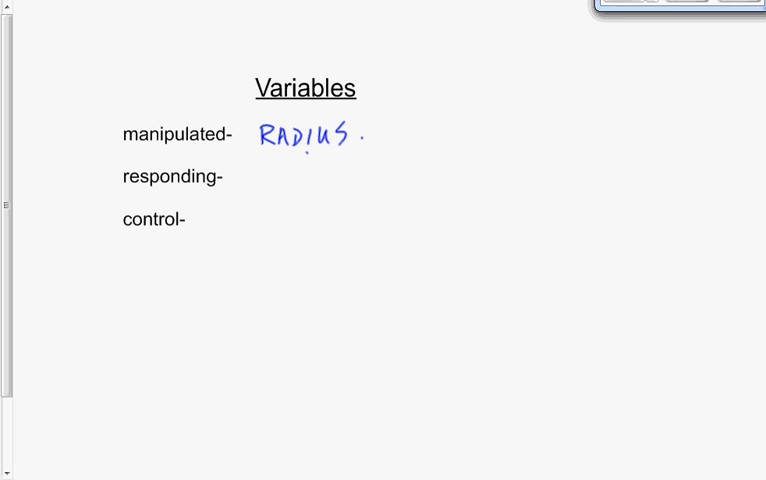 Variables
manipulated- RADIUS.
responding-
control-